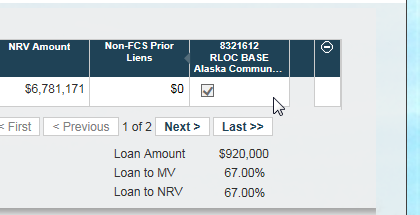 NRV Amount
Non-FCS Prior
Liens
8321612
RLOC BASE
Alaska Commun...
$6,781,171
$0
< First
< Previous
1 of 2
Next >
Last >>
Loan Amount
$920,000
Loan to MV
67.00%
Loan to NRV
67.00%